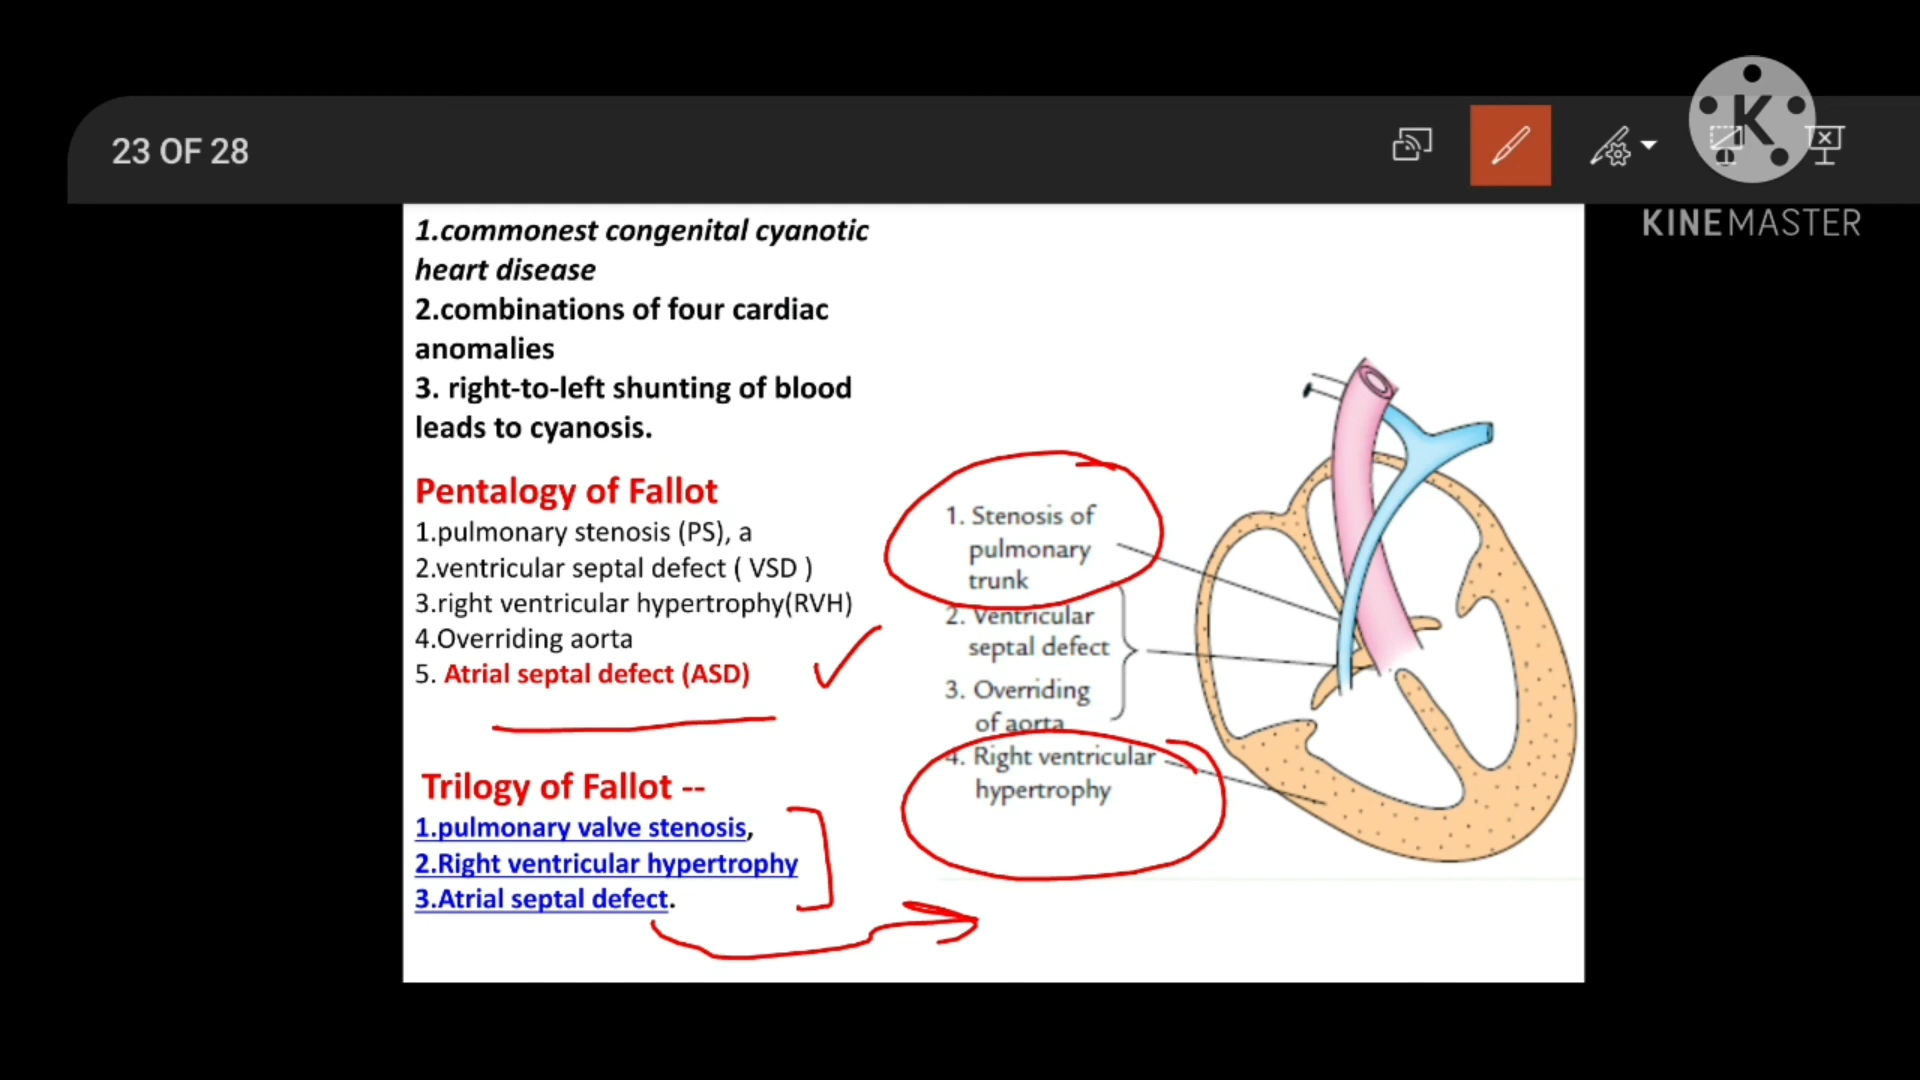 23 OF 28
K
KINEMASTER
1.commonest congenital cyanotic
heart disease
2.combinations of four cardiac
anomalies
3. right-to-left shunting of blood
leads to cyanosis.
Pentalogy of Fallot
1.pulmonary stenosis (PS), a
2.ventricular septal defect ( VSD )
3.right ventricular hypertrophy(RVH)
4.Overriding aorta
5. Atrial septal defect (ASD)
Trilogy of Fallot --
1.pulmonary valve stenosis,
2.Right ventricular hypertrophy
3.Atrial septal defect.
1. Stenosis of
pulmonary
trunk
2. Ventricular
septal defect
3. Overriding
of aorta
4. Right ventricular
hypertrophy